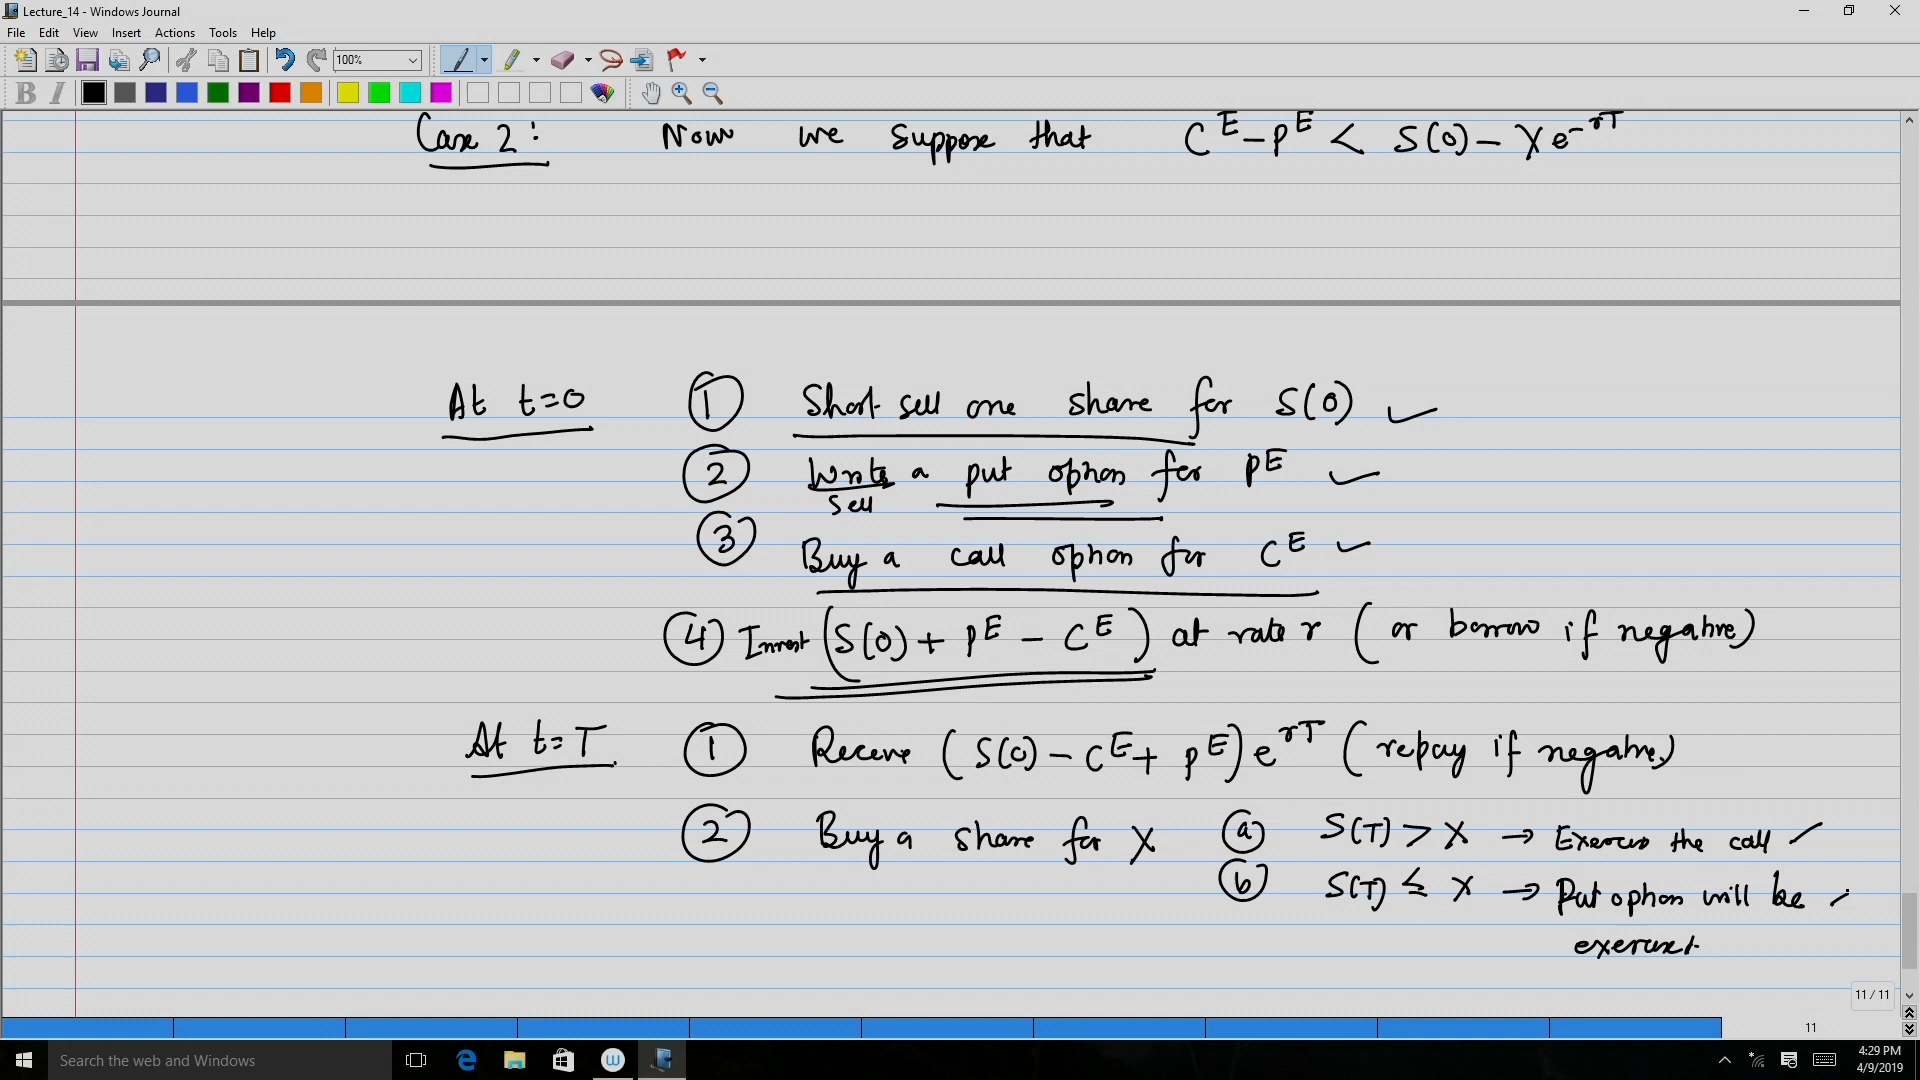 Lecture_14 - Windows Journal
File Edit View Insert Actions Tools Help
100%
B I
Case 2: Now we suppose that C^E - P^E < S(0) - X e^{-rT}
At t=0 ① Short sell one share for S(0) ✓
② Write a put option for P^E ✓
sell
③ Buy a call option for C^E ✓
④ Invest (S(0) + P^E - C^E) at rate r (or borrow if negative)
At t=T ① Receive (S(0) - C^E + P^E) e^{rT} (repay if negative)
② Buy a share for X ⓐ S(T) > X → Exercise the call ✓
ⓑ S(T) ≤ X → Put option will be
exercised
11 / 11
11
Search the web and Windows
4:29 PM
4/9/2019